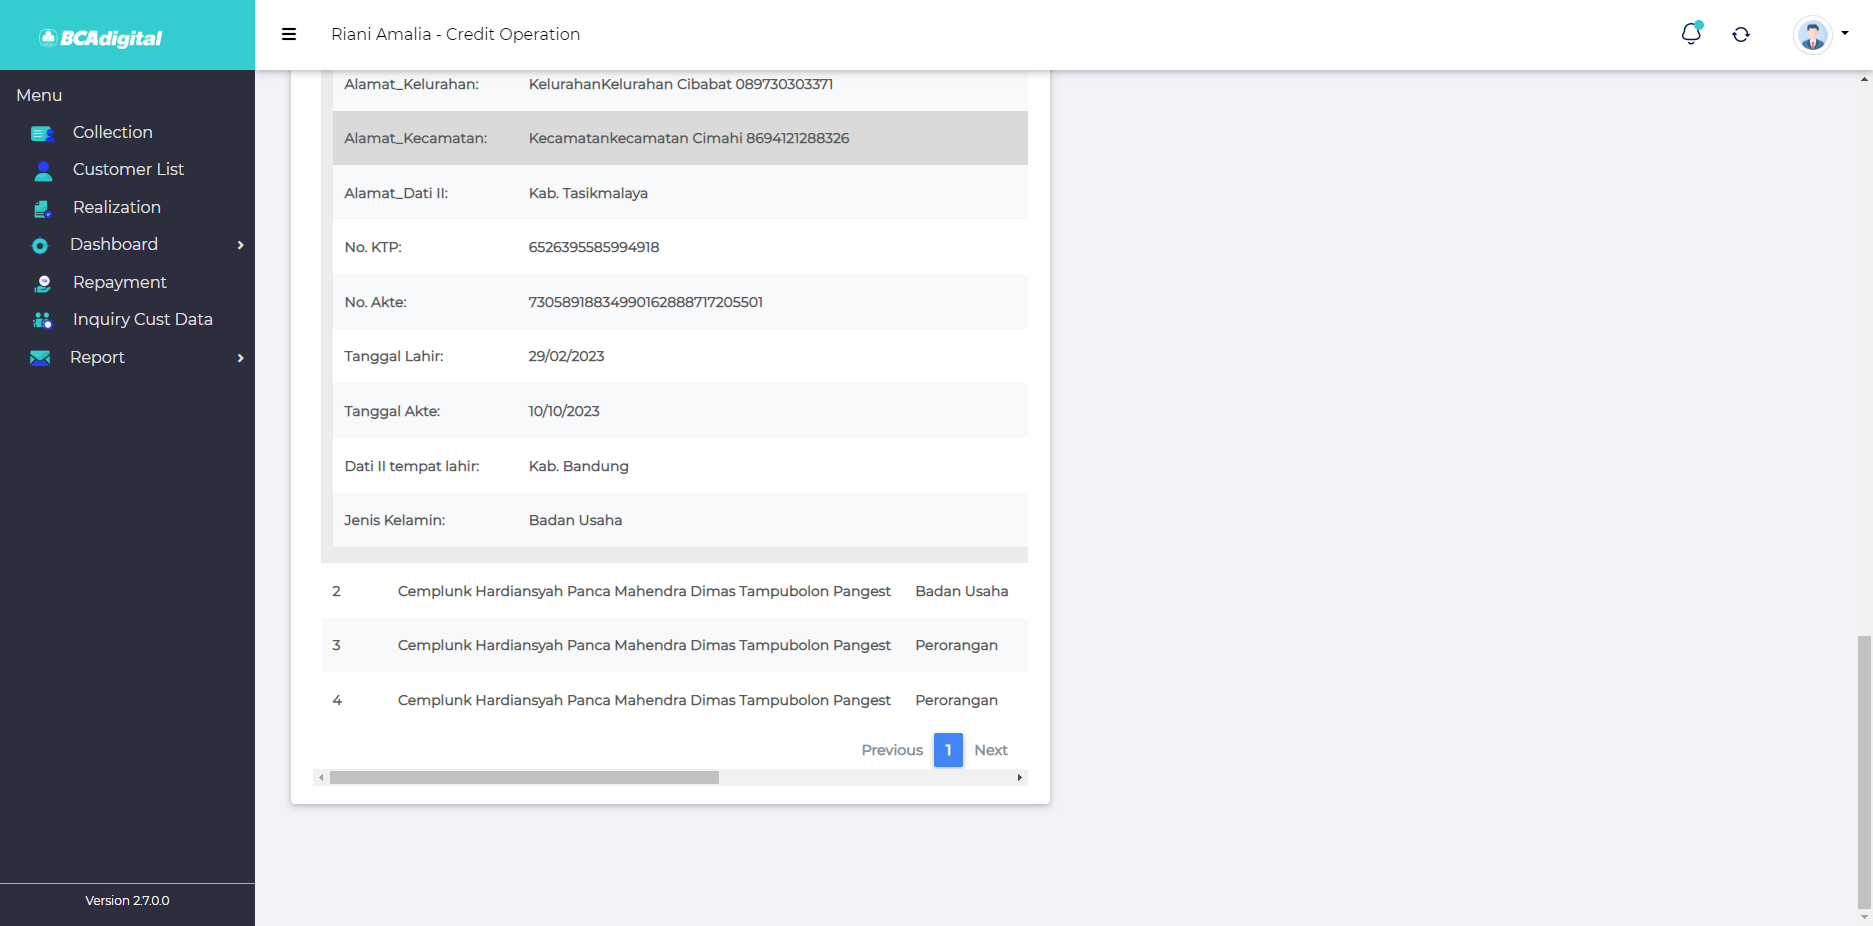 BCAdigital
Riani Amalia - Credit Operation
Menu
Collection
Customer List
Realization
Dashboard
Repayment
Inquiry Cust Data
Report
Version 2.7.0.0
Alamat_Kelurahan: KelurahanKelurahan Cibabat 089730303371
Alamat_Kecamatan: Kecamatankecamatan Cimahi 8694121288326
Alamat_Dati II: Kab. Tasikmalaya
No. KTP: 6526395585994918
No. Akte: 73058918834990162888717205501
Tanggal Lahir: 29/02/2023
Tanggal Akte: 10/10/2023
Dati II tempat lahir: Kab. Bandung
Jenis Kelamin: Badan Usaha
2 Cemplunk Hardiansyah Panca Mahendra Dimas Tampubolon Pangest Badan Usaha
3 Cemplunk Hardiansyah Panca Mahendra Dimas Tampubolon Pangest Perorangan
4 Cemplunk Hardiansyah Panca Mahendra Dimas Tampubolon Pangest Perorangan
Previous 1 Next